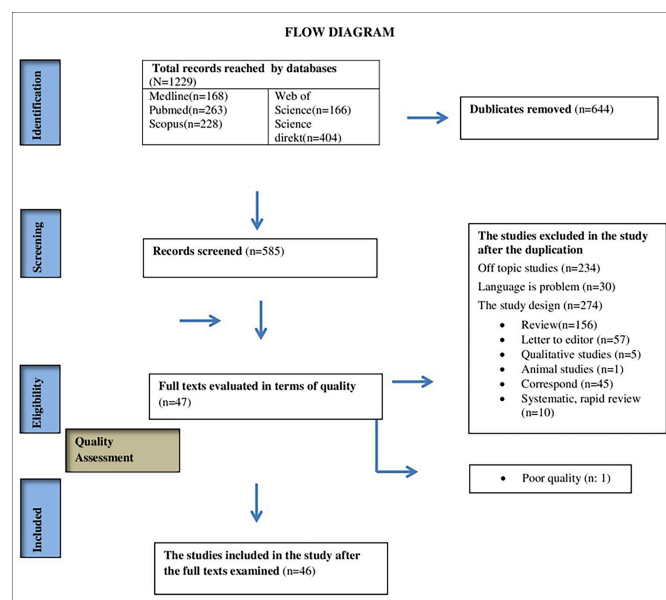 FLOW DIAGRAM
Identification
Total records reached by databases
(N=1229)
Medline(n=168)
Pubmed(n=263)
Scopus(n=228)
Web of
Science(n=166)
Science
direkt(n=404)
Dublicates removed (n=644)
Screening
Records screened (n=585)
The studies excluded in the study
after the duplication
Off topic studies (n=234)
Language is problem (n=30)
The study design (n=274)
• Review(n=156)
• Letter to editor (n=57)
• Qualitative studies (n=5)
• Animal studies (n=1)
• Correspond (n=45)
• Systematic, rapid review
(n=10)
Eligibility
Full texts evaluated in terms of quality
(n=47)
Quality
Assessment
• Poor quality (n: 1)
Included
The studies included in the study after
the full texts examined (n=46)